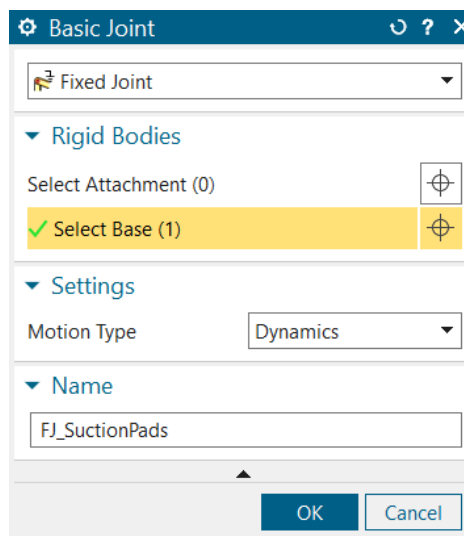 Basic Joint ?
Fixed Joint
Rigid Bodies
Select Attachment (0)
Select Base (1)
Settings
Motion Type Dynamics
Name
FJ_SuctionPads
OK Cancel